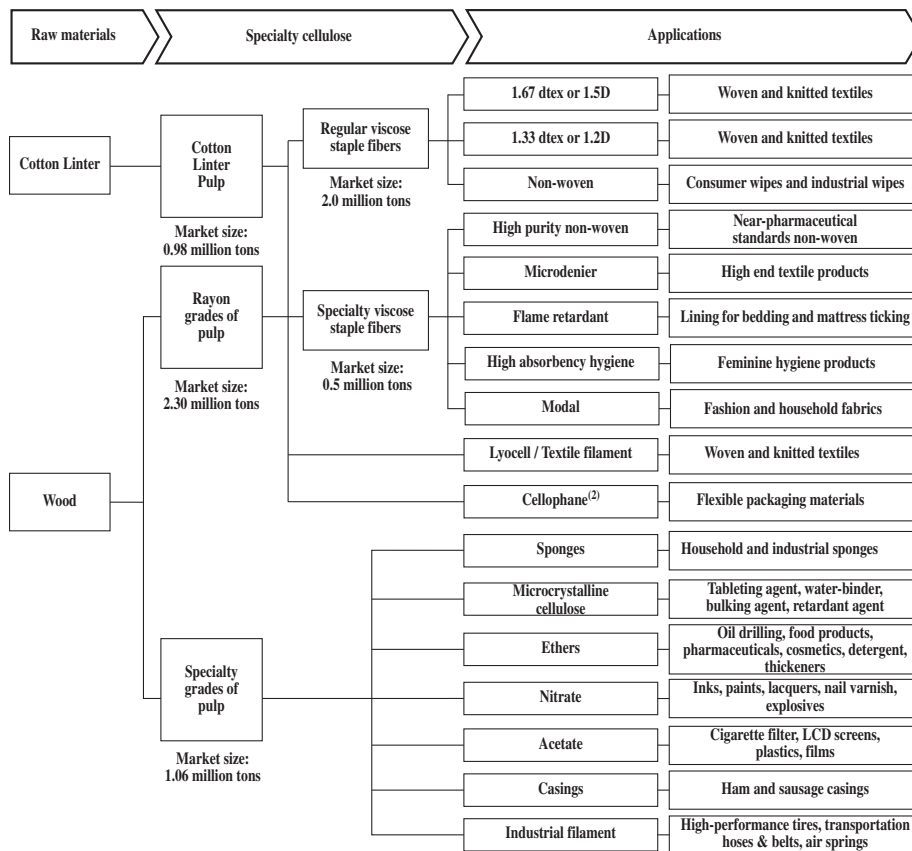 Raw materials
Specialty cellulose
Applications
Cotton Linter
Cotton
Linter
Pulp
Market size:
0.98 million tons
Regular viscose
staple fibers
Market size:
2.0 million tons
1.67 dtex or 1.5D
Woven and knitted textiles
1.33 dtex or 1.2D
Woven and knitted textiles
Non-woven
Consumer wipes and industrial wipes
Wood
Rayon
grades of
pulp
Market size:
2.30 million tons
Specialty viscose
staple fibers
Market size:
0.5 million tons
High purity non-woven
Near-pharmaceutical
standards non-woven
Microdenier
High end textile products
Flame retardant
Lining for bedding and mattress ticking
High absorbency hygiene
Feminine hygiene products
Modal
Fashion and household fabrics
Lyocell / Textile filament
Woven and knitted textiles
Cellophane(2)
Flexible packaging materials
Specialty
grades of
pulp
Market size:
1.06 million tons
Sponges
Household and industrial sponges
Microcrystalline
cellulose
Tableting agent, water-binder,
bulking agent, retardant agent
Ethers
Oil drilling, food products,
pharmaceuticals, cosmetics, detergent,
thickeners
Nitrate
Inks, paints, lacquers, nail varnish,
explosives
Acetate
Cigarette filter, LCD screens,
plastics, films
Casings
Ham and sausage casings
Industrial filament
High-performance tires, transportation
hoses & belts, air springs